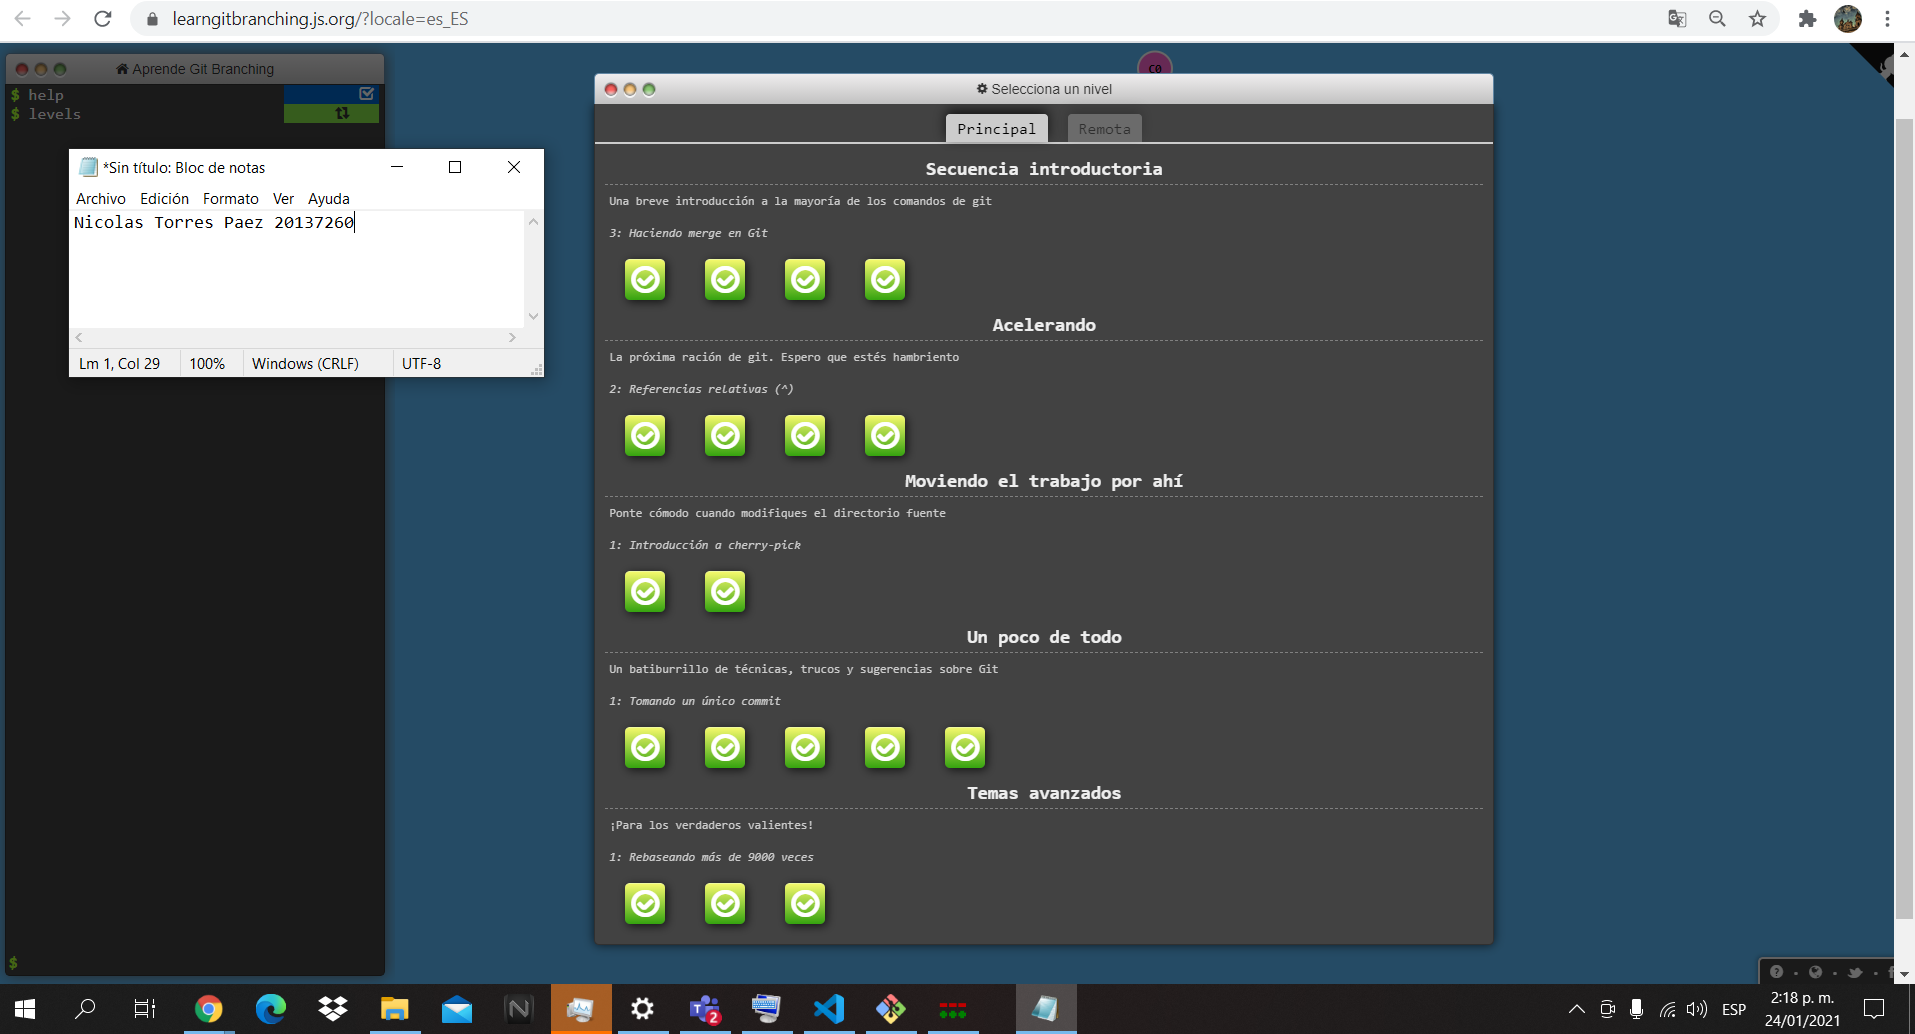 learngitbranching.js.org/?locale=es_ES
Aprende Git Branching
$ help
$ levels
$
*Sin título: Bloc de notas
Archivo Edición Formato Ver Ayuda
Nicolas Torres Paez 20137260
Lm 1, Col 29 100% Windows (CRLF) UTF-8
C0
Selecciona un nivel
Principal Remota
Secuencia introductoria
Una breve introducción a la mayoría de los comandos de git
3: Haciendo merge en Git
Acelerando
La próxima ración de git. Espero que estés hambriento
2: Referencias relativas (^)
Moviendo el trabajo por ahí
Ponte cómodo cuando modifiques el directorio fuente
1: Introducción a cherry-pick
Un poco de todo
Un batiburrillo de técnicas, trucos y sugerencias sobre Git
1: Tomando un único commit
Temas avanzados
¡Para los verdaderos valientes!
1: Rebaseando más de 9000 veces
2
ESP
2:18 p. m.
24/01/2021